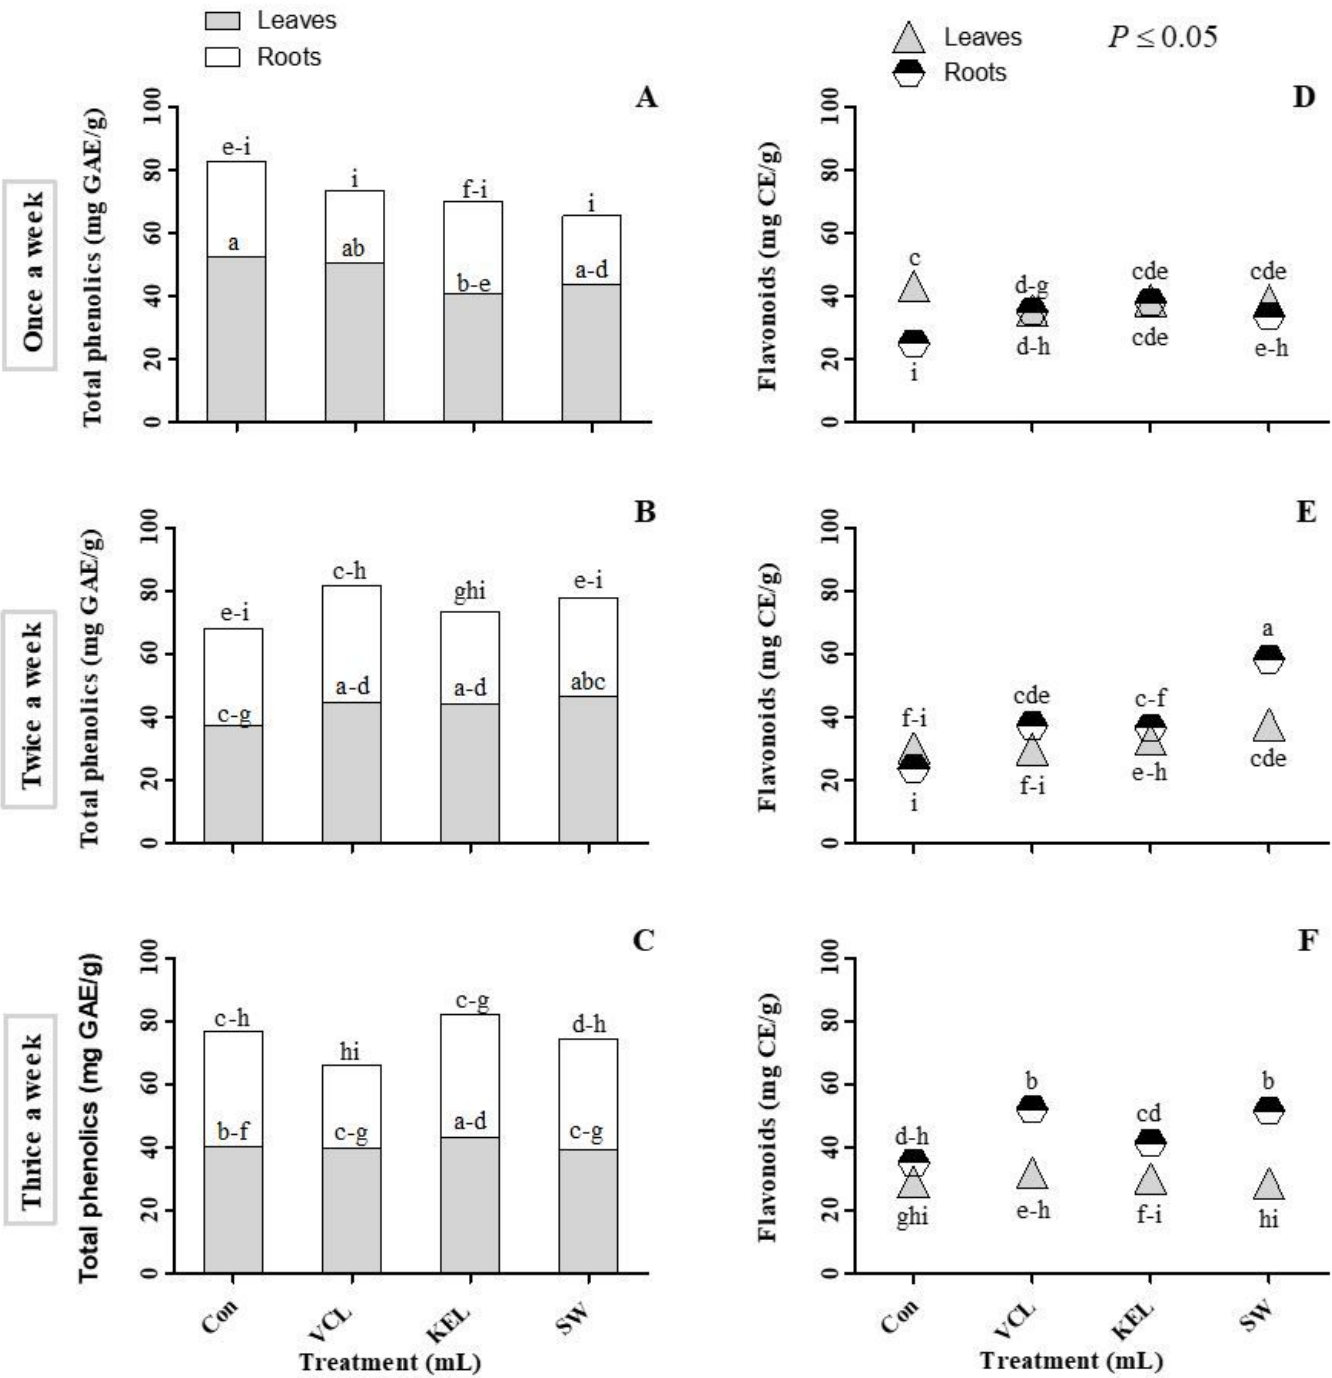 Leaves
Roots
Leaves
Roots
P ≤ 0.05
Once a week
Total phenolics (mg GAE/g)
0 20 40 60 80 100
A
e-i
i
f-i
i
a
ab
b-e
a-d
Flavonoids (mg CE/g)
0 20 40 60 80 100
D
c
d-g
cde
cde
i
d-h
cde
e-h
Twice a week
Total phenolics (mg GAE/g)
0 20 40 60 80 100
B
e-i
c-h
ghi
e-i
c-g
a-d
a-d
abc
Flavonoids (mg CE/g)
0 20 40 60 80 100
E
f-i
cde
c-f
a
i
f-i
e-h
cde
Thrice a week
Total phenolics (mg GAE/g)
0 20 40 60 80 100
C
c-h
hi
c-g
d-h
b-f
c-g
a-d
c-g
Con VCL KEL SW
Treatment (mL)
Flavonoids (mg CE/g)
0 20 40 60 80 100
F
d-h
b
cd
b
ghi
e-h
f-i
hi
Con VCL KEL SW
Treatment (mL)